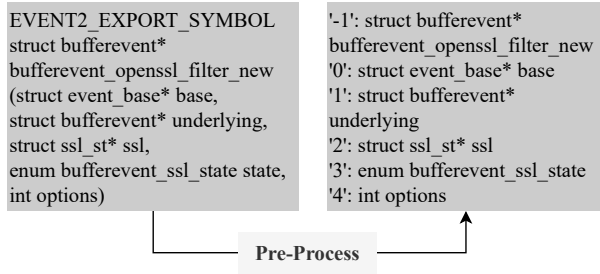 EVENT2_EXPORT_SYMBOL
struct bufferevent*
bufferevent_openssl_filter_new
(struct event_base* base,
struct bufferevent* underlying,
struct ssl_st* ssl,
enum bufferevent_ssl_state state,
int options)
'-1': struct bufferevent*
bufferevent_openssl_filter_new
'0': struct event_base* base
'1': struct bufferevent*
underlying
'2': struct ssl_st* ssl
'3': enum bufferevent_ssl_state
'4': int options
Pre-Process